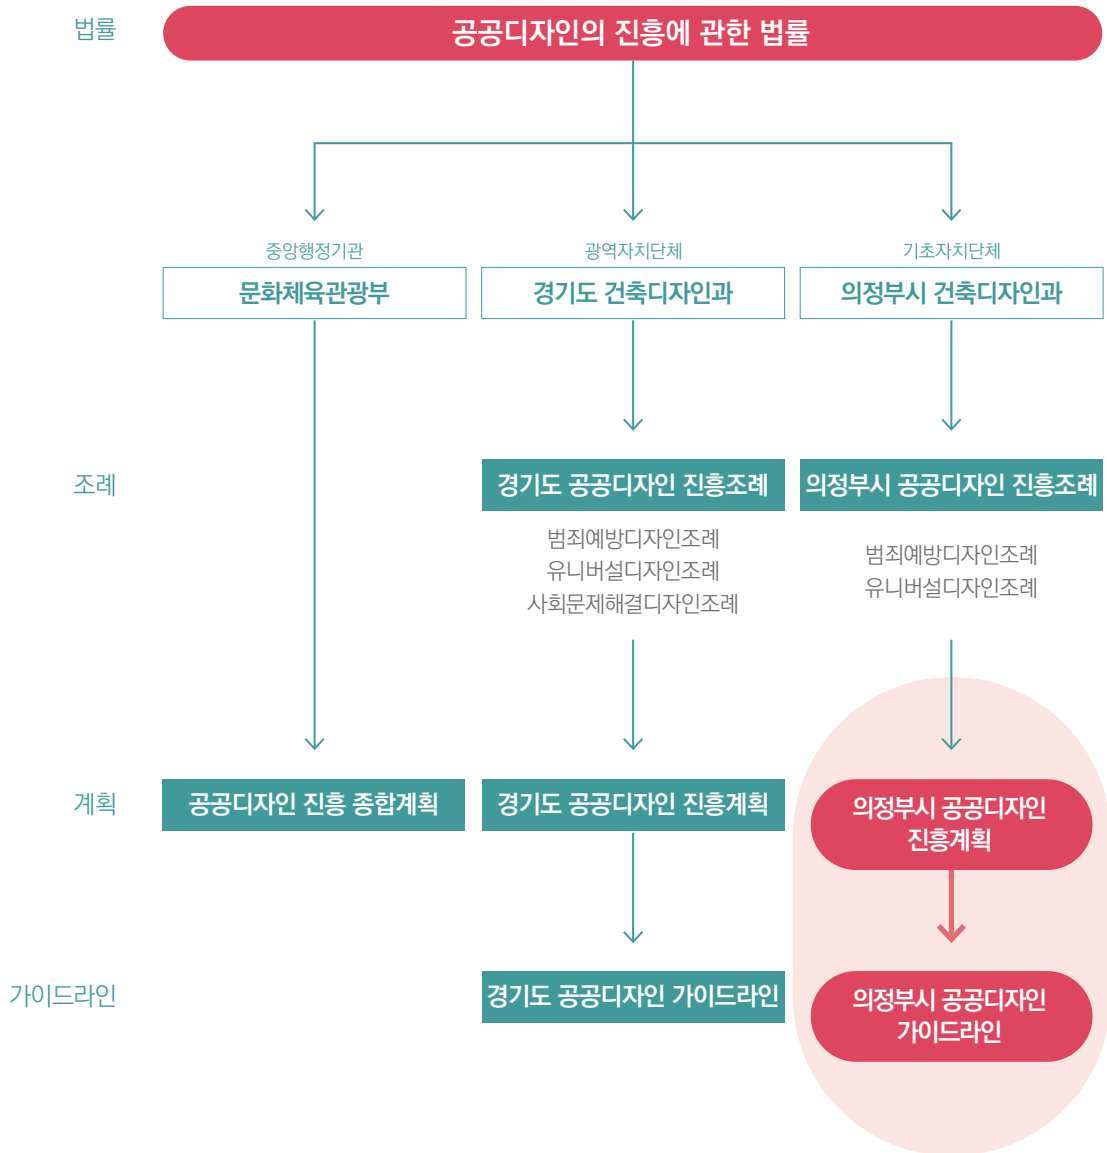 법률
공공디자인의 진흥에 관한 법률
중앙행정기관
광역자치단체
기초자치단체
문화체육관광부
경기도 건축디자인과
의정부시 건축디자인과
조례
경기도 공공디자인 진흥조례
의정부시 공공디자인 진흥조례
범죄예방디자인조례
유니버설디자인조례
사회문제해결디자인조례
범죄예방디자인조례
유니버설디자인조례
계획
공공디자인 진흥 종합계획
경기도 공공디자인 진흥계획
의정부시 공공디자인
진흥계획
가이드라인
경기도 공공디자인 가이드라인
의정부시 공공디자인
가이드라인